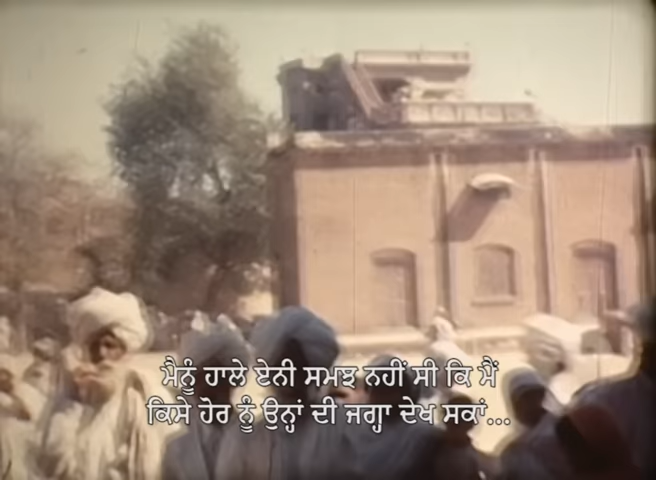 ਮੈਨੂੰ ਹਾਲੇ ਏਨੀ ਸਮਝ ਨਹੀਂ ਸੀ ਕਿ ਮੈਂ
ਕਿਸੇ ਹੋਰ ਨੂੰ ਉਨ੍ਹਾਂ ਦੀ ਜਗ੍ਹਾ ਦੇਖ ਸਕਾਂ...